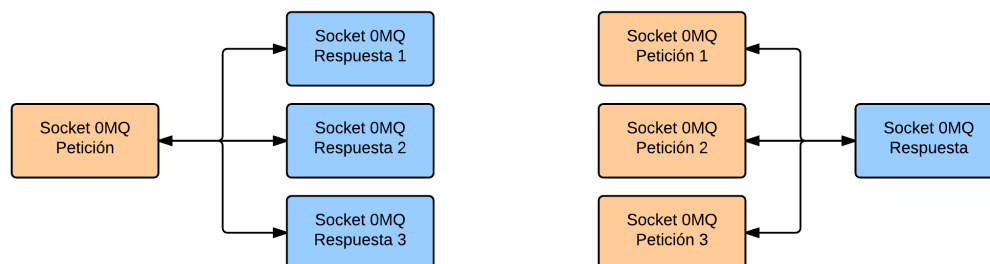 Socket 0MQ
Petición
Socket 0MQ
Respuesta 1
Socket 0MQ
Respuesta 2
Socket 0MQ
Respuesta 3
Socket 0MQ
Petición 1
Socket 0MQ
Petición 2
Socket 0MQ
Petición 3
Socket 0MQ
Respuesta